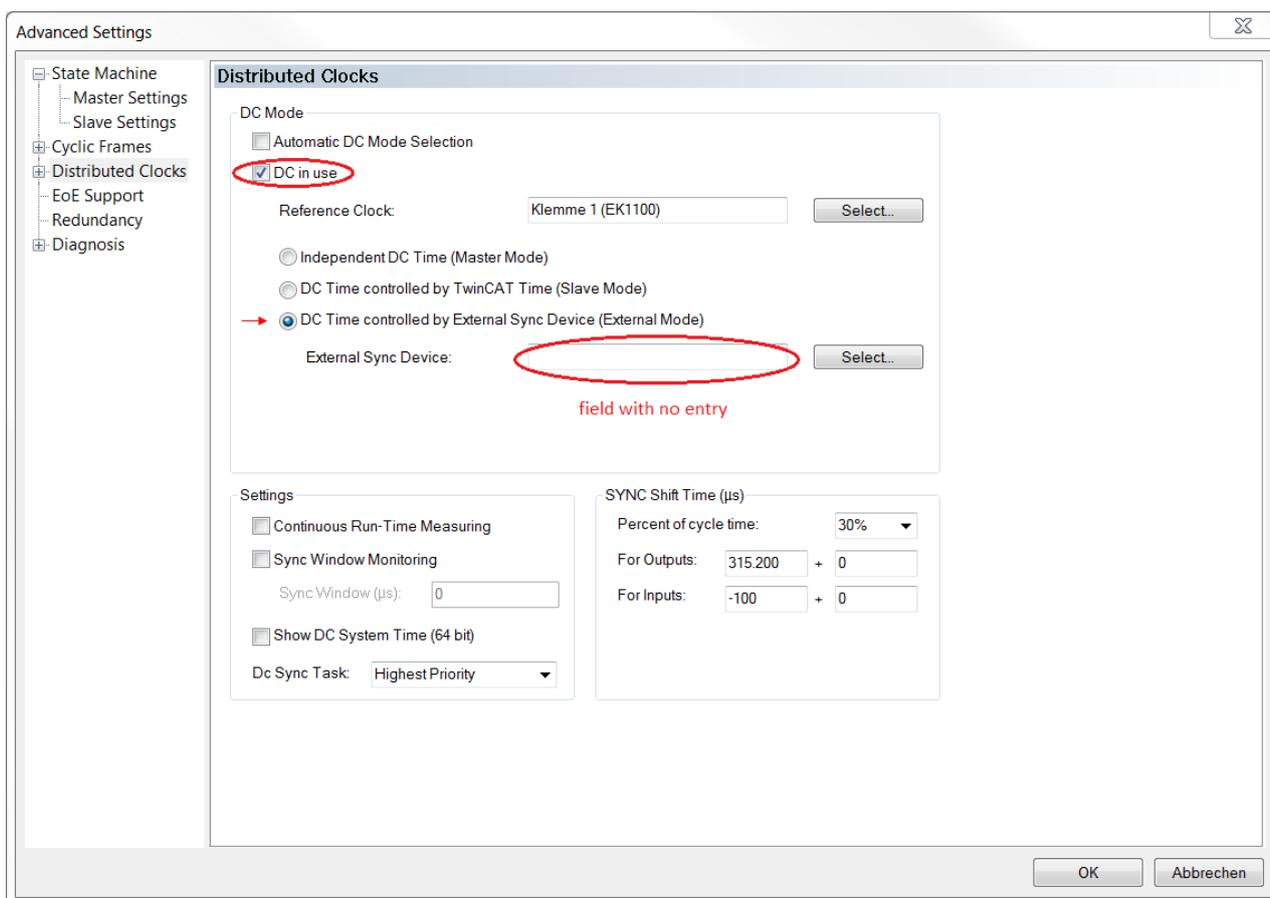 Advanced Settings
State Machine
Master Settings
Slave Settings
Cyclic Frames
Distributed Clocks
EoE Support
Redundancy
Diagnosis
Distributed Clocks
DC Mode
Automatic DC Mode Selection
DC in use
Reference Clock: Klemme 1 (EK1100) Select...
Independent DC Time (Master Mode)
DC Time controlled by TwinCAT Time (Slave Mode)
DC Time controlled by External Sync Device (External Mode)
External Sync Device: Select...
field with no entry
Settings
Continuous Run-Time Measuring
Sync Window Monitoring
Sync Window (µs): 0
Show DC System Time (64 bit)
Dc Sync Task: Highest Priority
SYNC Shift Time (µs)
Percent of cycle time: 30%
For Outputs: 315.200 + 0
For Inputs: -100 + 0
OK Abbrechen